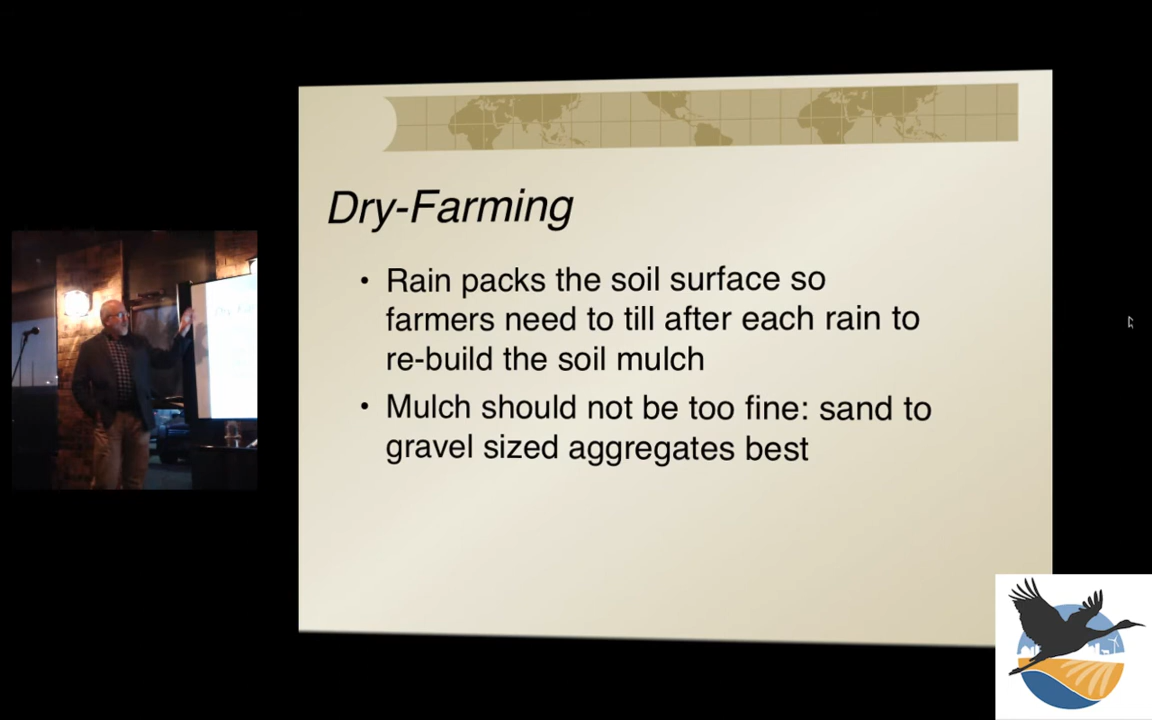 Dry-Farming
• Rain packs the soil surface so
farmers need to till after each rain to
re-build the soil mulch
• Mulch should not be too fine: sand to
gravel sized aggregates best